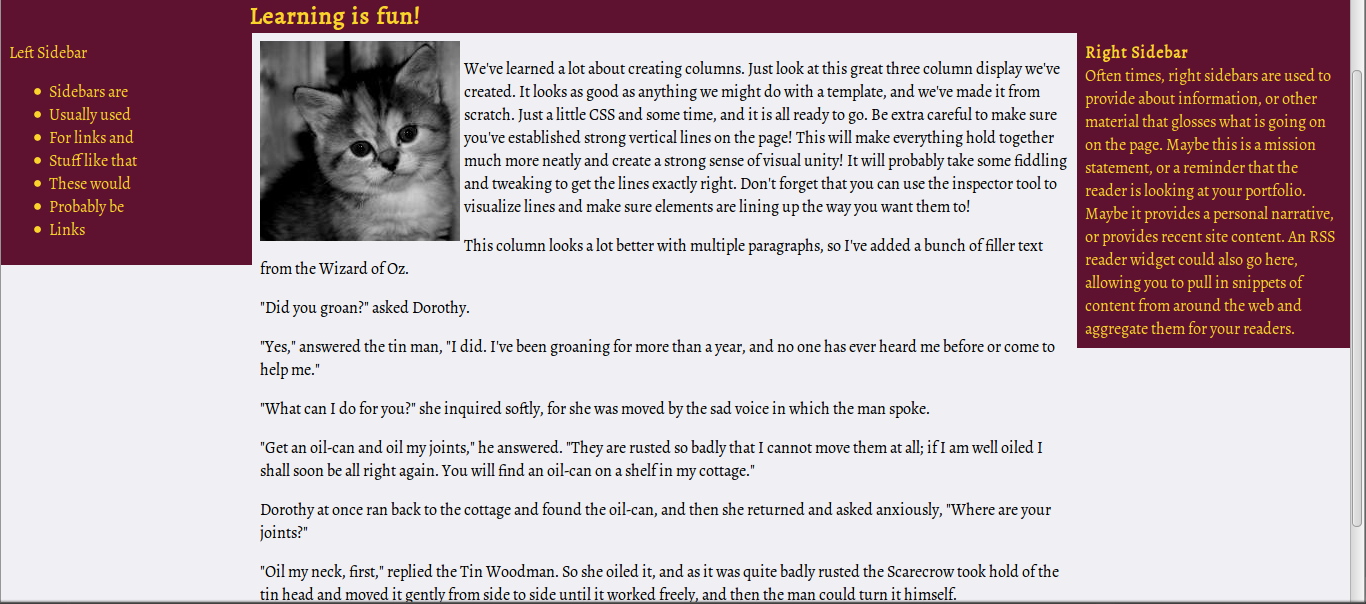 Learning is fun!
Left Sidebar
Sidebars are
Usually used
For links and
Stuff like that
These would
Probably be
Links
We've learned a lot about creating columns. Just look at this great three column display we've
created. It looks as good as anything we might do with a template, and we've made it from
scratch. Just a little CSS and some time, and it is all ready to go. Be extra careful to make sure
you've established strong vertical lines on the page! This will make everything hold together
much more neatly and create a strong sense of visual unity! It will probably take some fiddling
and tweaking to get the lines exactly right. Don't forget that you can use the inspector tool to
visualize lines and make sure elements are lining up the way you want them to!
This column looks a lot better with multiple paragraphs, so I've added a bunch of filler text
from the Wizard of Oz.
"Did you groan?" asked Dorothy.
"Yes," answered the tin man, "I did. I've been groaning for more than a year, and no one has ever heard me before or come to
help me."
"What can I do for you?" she inquired softly, for she was moved by the sad voice in which the man spoke.
"Get an oil-can and oil my joints," he answered. "They are rusted so badly that I cannot move them at all; if I am well oiled I
shall soon be all right again. You will find an oil-can on a shelf in my cottage."
Dorothy at once ran back to the cottage and found the oil-can, and then she returned and asked anxiously, "Where are your
joints?"
"Oil my neck, first," replied the Tin Woodman. So she oiled it, and as it was quite badly rusted the Scarecrow took hold of the
tin head and moved it gently from side to side until it worked freely, and then the man could turn it himself.
Right Sidebar
Often times, right sidebars are used to
provide about information, or other
material that glosses what is going on
on the page. Maybe this is a mission
statement, or a reminder that the
reader is looking at your portfolio.
Maybe it provides a personal narrative,
or provides recent site content. An RSS
reader widget could also go here,
allowing you to pull in snippets of
content from around the web and
aggregate them for your readers.